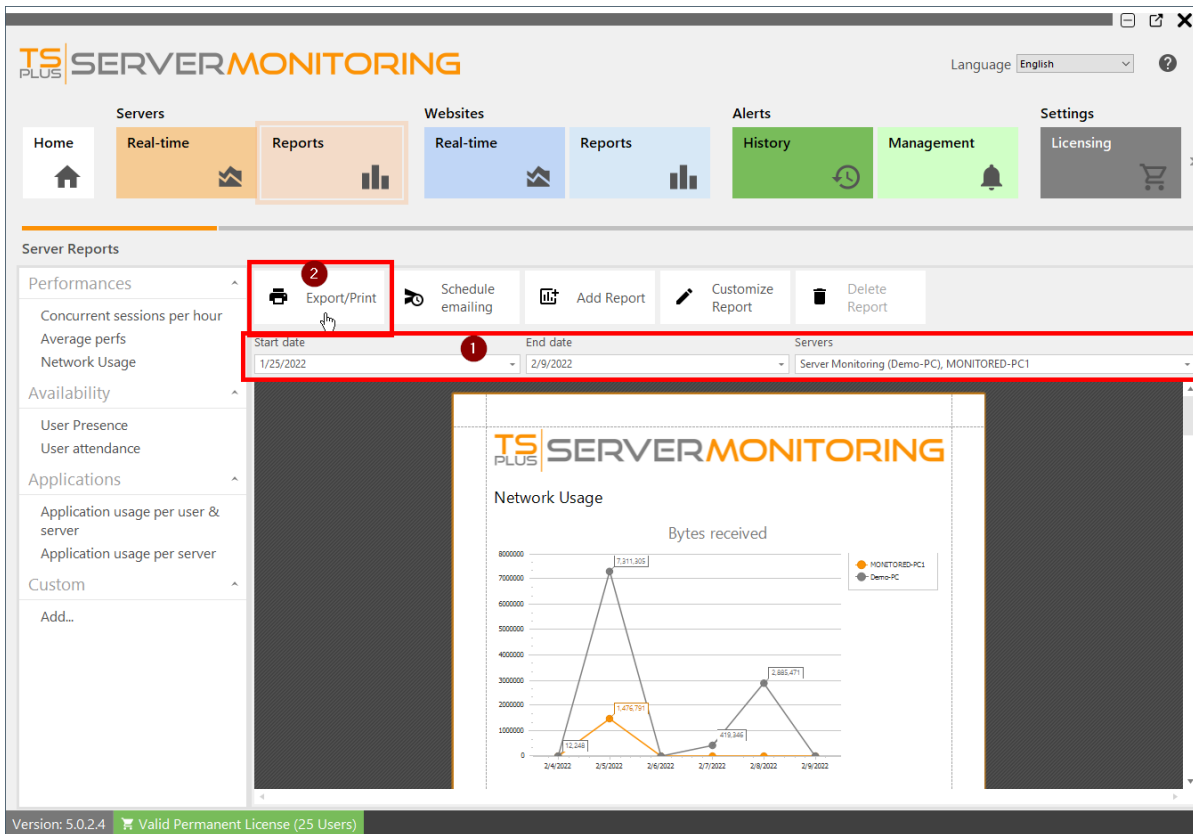 TS PLUS SERVERMONITORING
Language English
Servers
Websites
Alerts
Settings
Home
Real-time
Reports
Real-time
Reports
History
Management
Licensing
Server Reports
Performances
Concurrent sessions per hour
Average perfs
Network Usage
Availability
User Presence
User attendance
Applications
Application usage per user &
server
Application usage per server
Custom
Add...
2
Export/Print
Schedule
emailing
Add Report
Customize
Report
Delete
Report
1
Start date
End date
Servers
1/25/2022
2/9/2022
Server Monitoring (Demo-PC), MONITORED-PC1
TS PLUS SERVERMONITORING
Network Usage
Bytes received
8000000
7000000
6000000
5000000
4000000
3000000
2000000
1000000
0
7,311,305
1,476,791
12,248
419,346
2,885,471
2/4/2022
2/5/2022
2/6/2022
2/7/2022
2/8/2022
2/9/2022
MONITORED-PC1
Demo-PC
Version: 5.0.2.4
Valid Permanent License (25 Users)